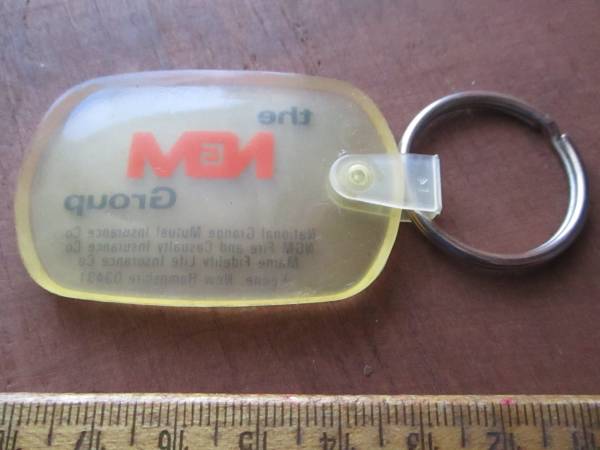 the
NGM
Group
National Grange Mutual Insurance Co
NGM Fire and Casualty Insurance Co
Maine Fidelity Life Insurance Co
Keene, New Hampshire 03431